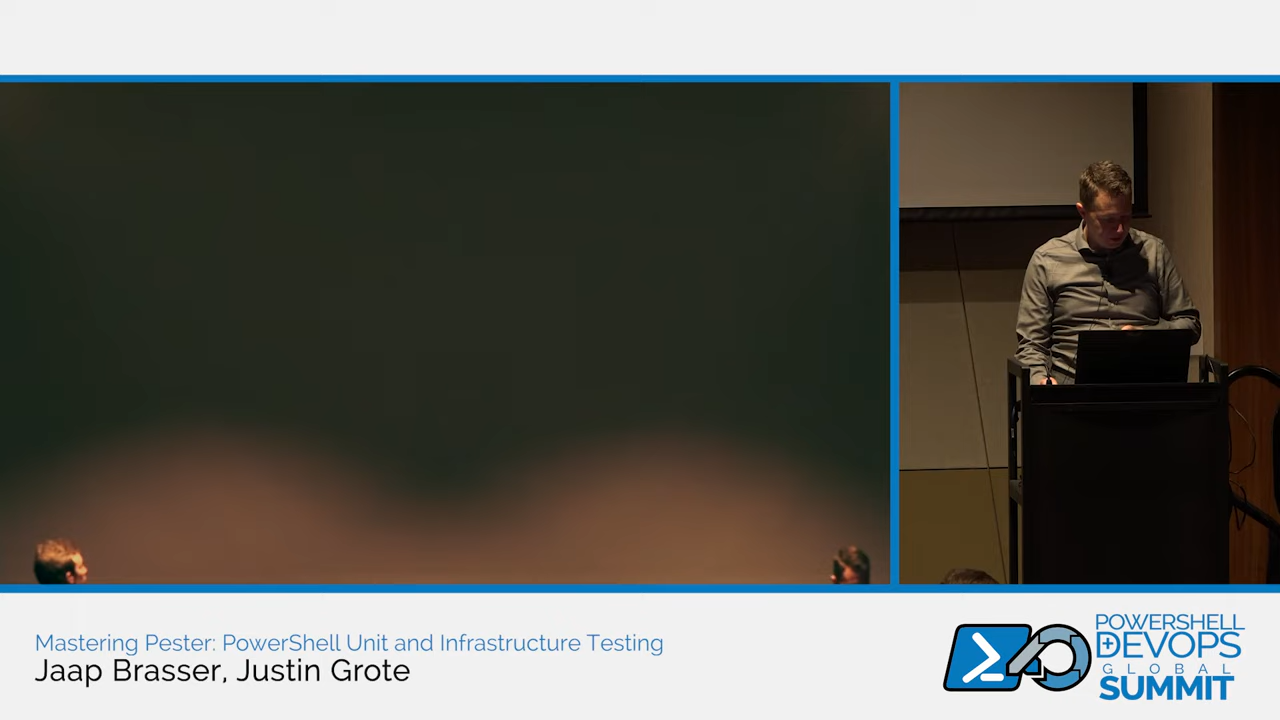 Mastering Pester: PowerShell Unit and Infrastructure Testing
Jaap Brasser, Justin Grote
POWERSHELL
+DEVOPS
GLOBAL
SUMMIT